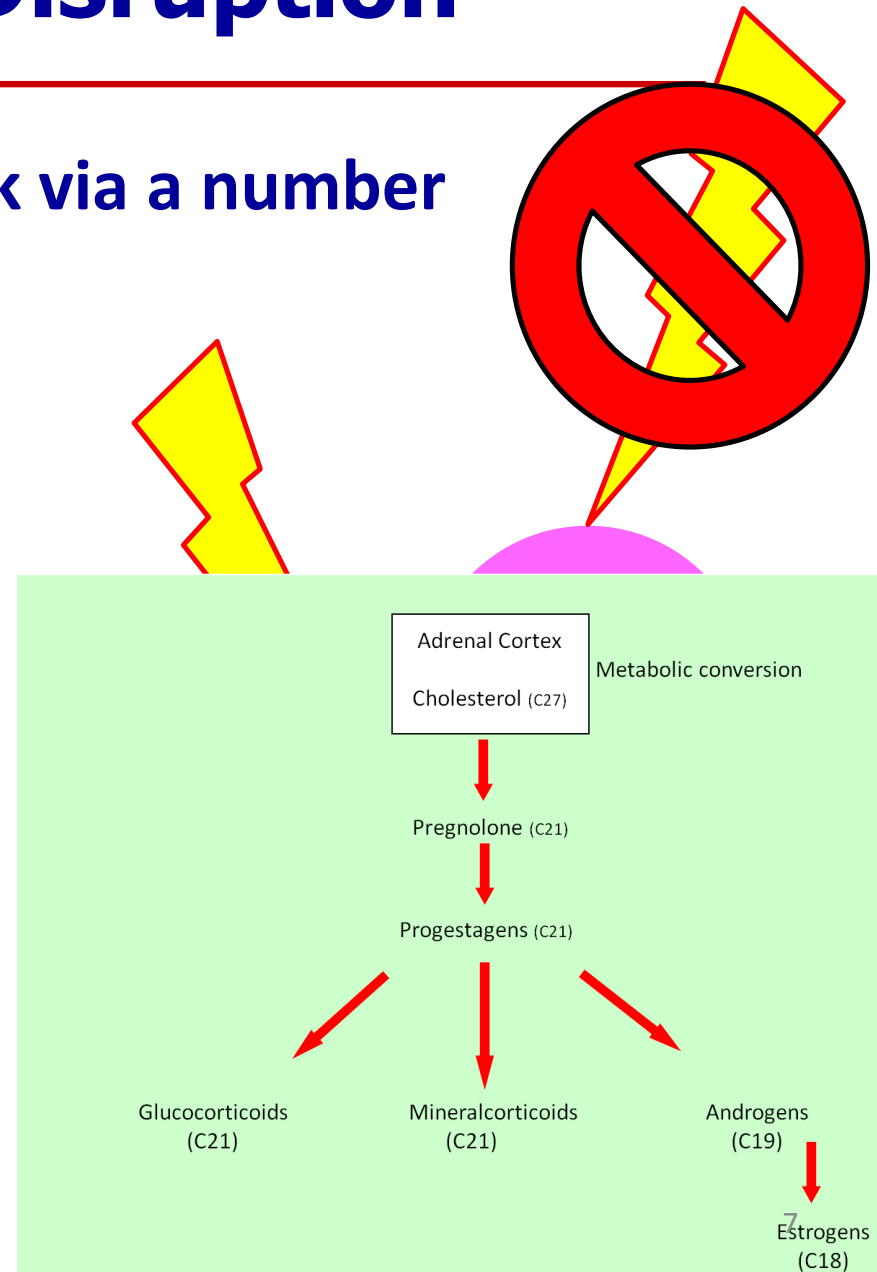 Disruption
k via a number
Adrenal Cortex
Metabolic conversion
Cholesterol (C27)
Pregnolone (C21)
Progestagens (C21)
Glucocorticoids
(C21)
Mineralcorticoids
(C21)
Androgens
(C19)
7
Estrogens
(C18)